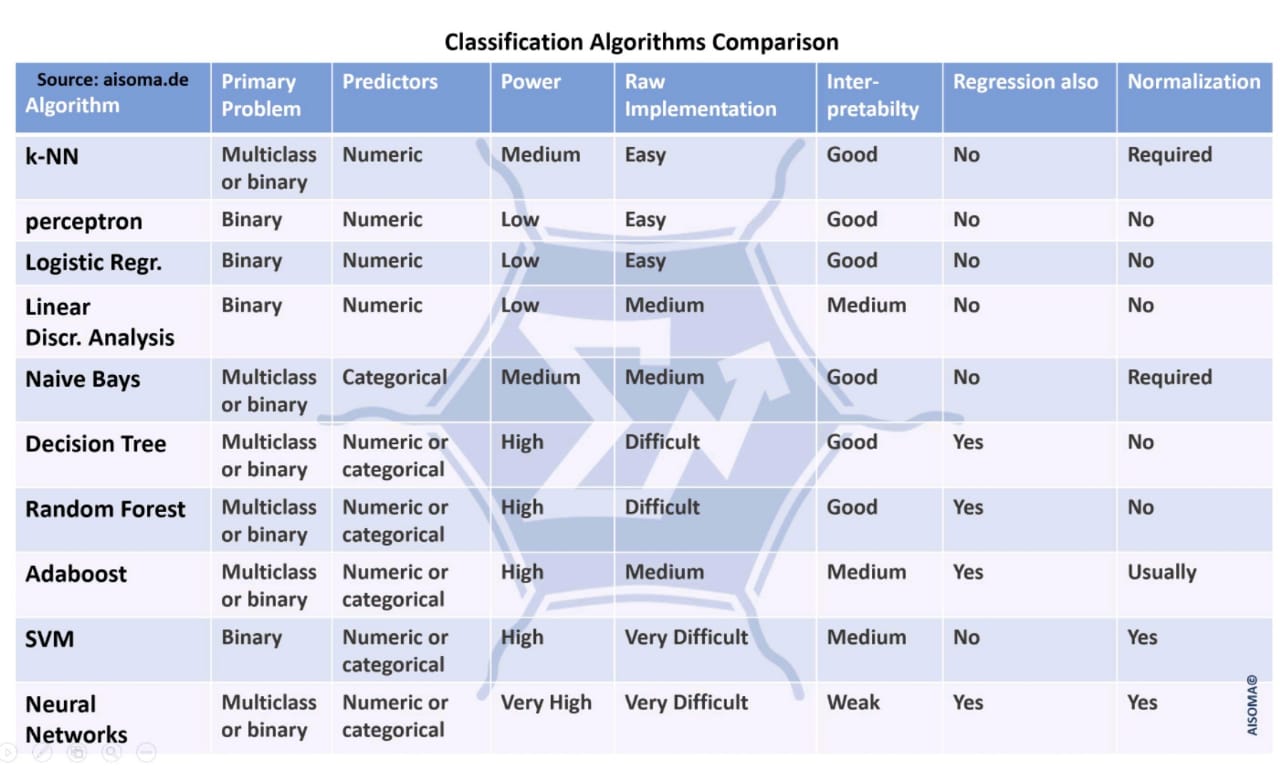 Classification Algorithms Comparison
Source: aisoma.de
Algorithm
Primary
Problem
Predictors
Power
Raw
Implementation
Inter-
pretabilty
Regression also
Normalization
k-NN
Multiclass
or binary
Numeric
Medium
Easy
Good
No
Required
perceptron
Binary
Numeric
Low
Easy
Good
No
No
Logistic Regr.
Binary
Numeric
Low
Easy
Good
No
No
Linear
Discr. Analysis
Binary
Numeric
Low
Medium
Medium
No
No
Naive Bays
Multiclass
or binary
Categorical
Medium
Medium
Good
No
Required
Decision Tree
Multiclass
or binary
Numeric or
categorical
High
Difficult
Good
Yes
No
Random Forest
Multiclass
or binary
Numeric or
categorical
High
Difficult
Good
Yes
No
Adaboost
Multiclass
or binary
Numeric or
categorical
High
Medium
Medium
Yes
Usually
SVM
Binary
Numeric or
categorical
High
Very Difficult
Medium
No
Yes
Neural
Networks
Multiclass
or binary
Numeric or
categorical
Very High
Very Difficult
Weak
Yes
Yes
AISOMA©